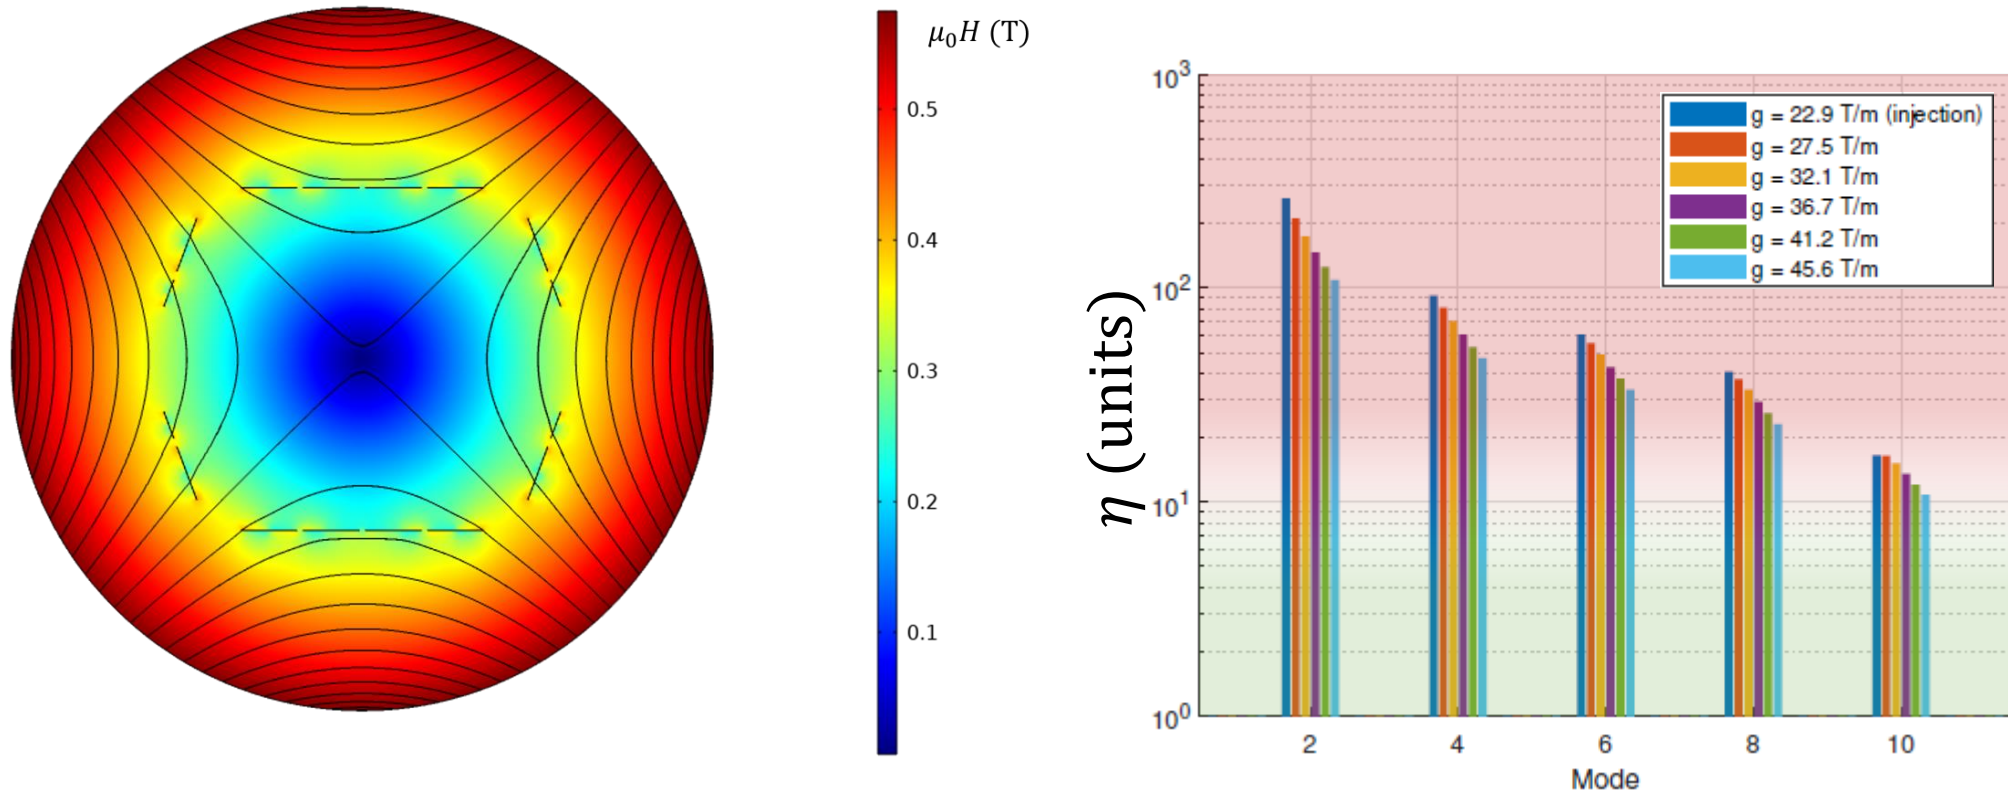 μ₀H (T)
0.5
0.4
0.3
0.2
0.1
η (units)
10³
10²
10¹
10⁰
g = 22.9 T/m (injection)
g = 27.5 T/m
g = 32.1 T/m
g = 36.7 T/m
g = 41.2 T/m
g = 45.6 T/m
2 4 6 8 10
Mode